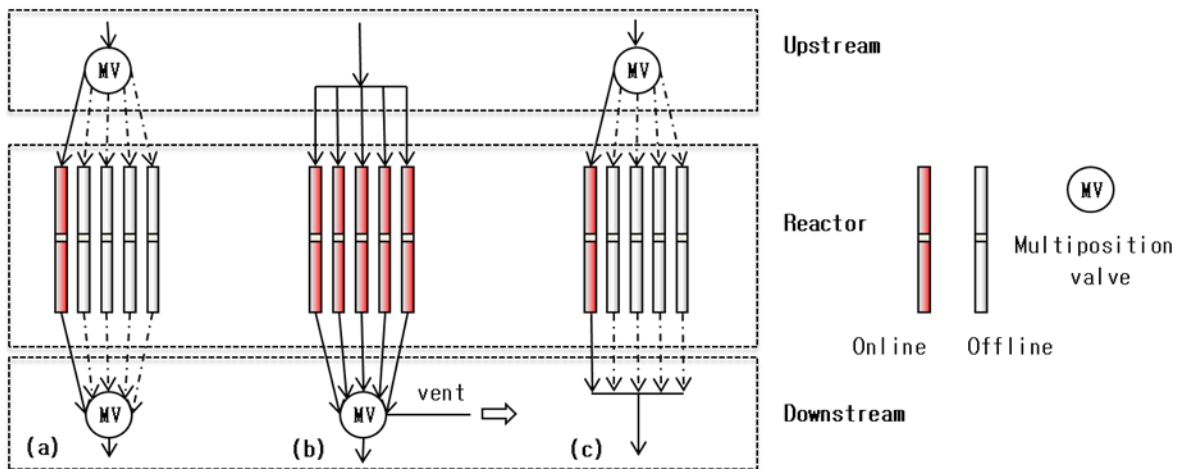 MV
MV
Upstream
Reactor
MV
Multiposition
valve
Online
Offline
vent
MV
MV
Downstream
(a)
(b)
(c)